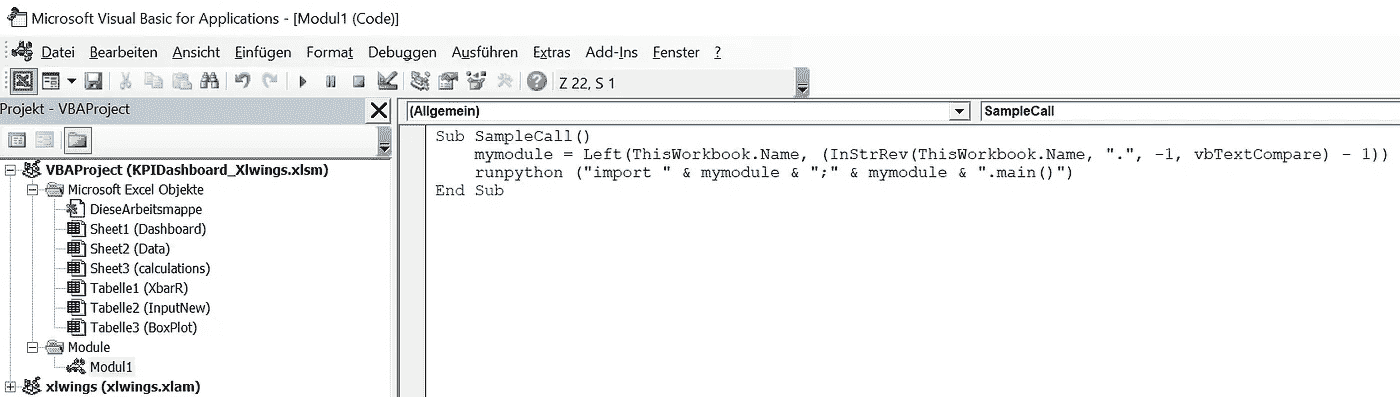 Microsoft Visual Basic for Applications - [Modul1 (Code)]
Datei Bearbeiten Ansicht Einfügen Format Debuggen Ausführen Extras Add-Ins Fenster ?
Z 22, S 1
Projekt - VBAProject
(Allgemein) SampleCall
VBAProject (KPIDashboard_Xlwings.xlsm)
Microsoft Excel Objekte
DieseArbeitsmappe
Sheet1 (Dashboard)
Sheet2 (Data)
Sheet3 (calculations)
Tabelle1 (XbarR)
Tabelle2 (InputNew)
Tabelle3 (BoxPlot)
Module
Modul1
xlwings (xlwings.xlam)
Sub SampleCall()
mymodule = Left(ThisWorkbook.Name, (InStrRev(ThisWorkbook.Name, ".", -1, vbTextCompare) - 1))
runpython ("import " & mymodule & ";" & mymodule & ".main()")
End Sub